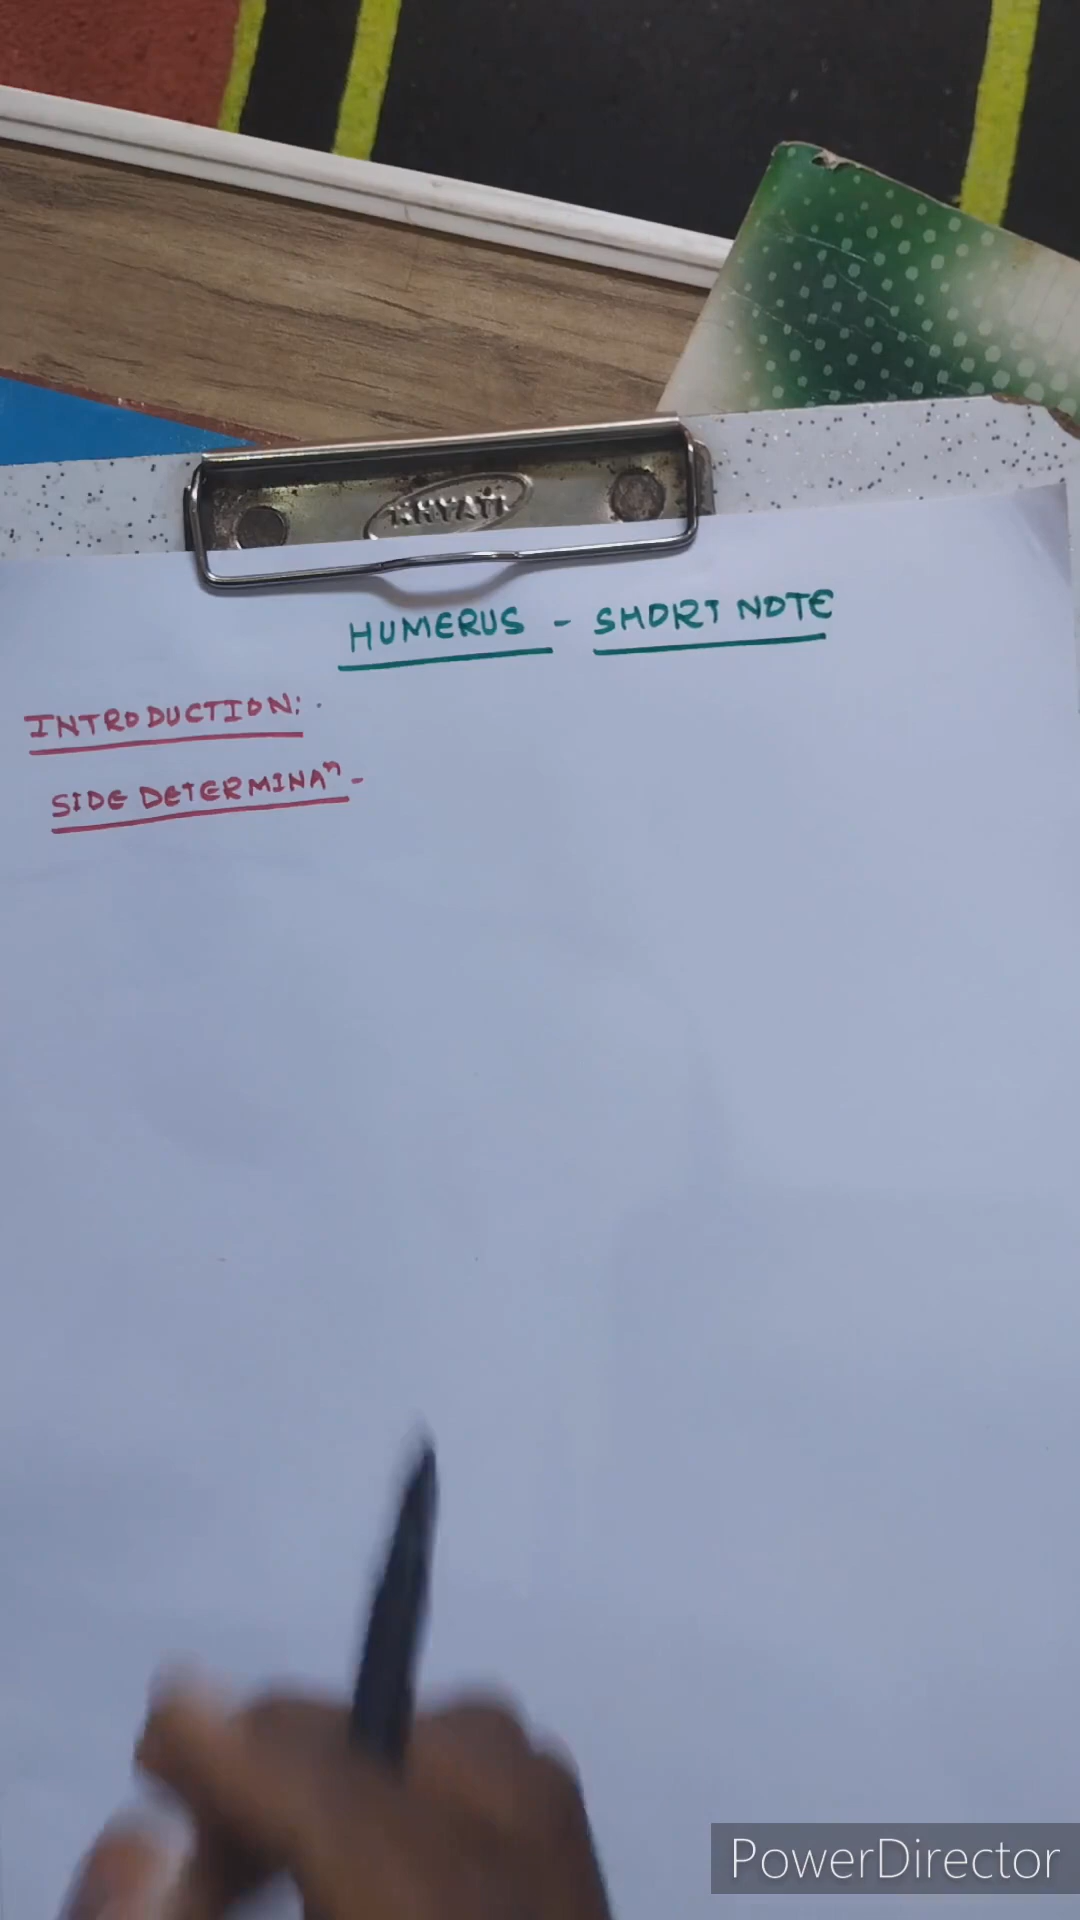 KHYATI
HUMERUS - SHORT NOTE
INTRODUCTION:
SIDE DETERMINAⁿ -
PowerDirector